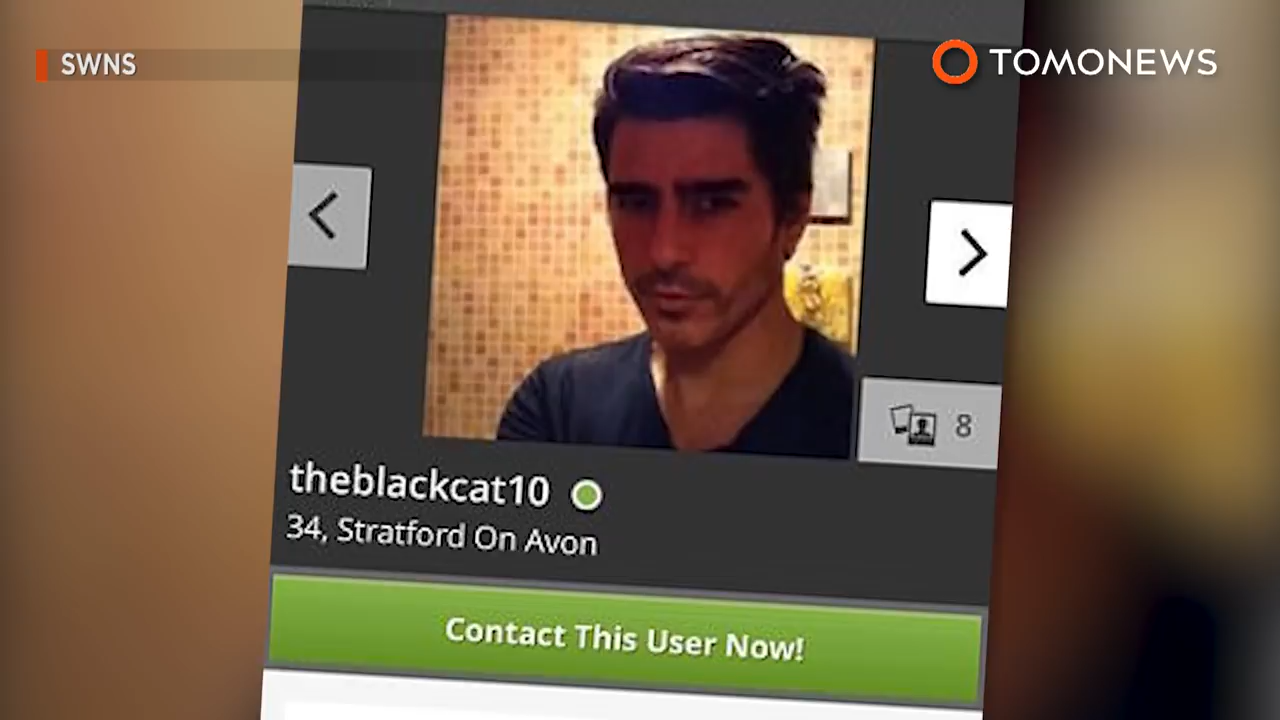 SWNS
TOMONEWS
8
theblackcat10
34, Stratford On Avon
Contact This User Now!